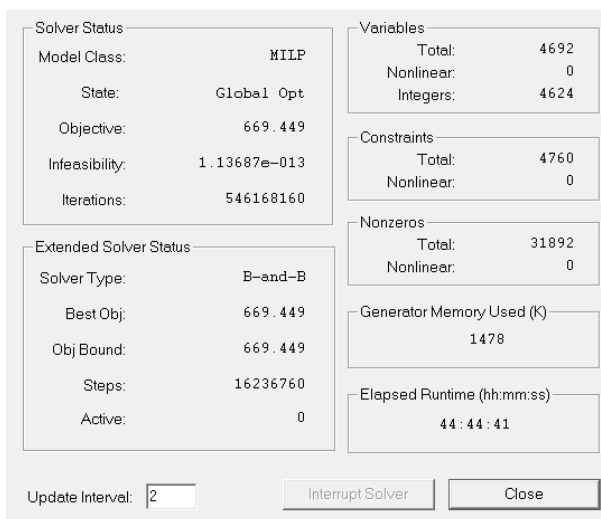 Solver Status
Model Class: MILP
State: Global Opt
Objective: 669.449
Infeasibility: 1.13687e-013
Iterations: 546168160
Extended Solver Status
Solver Type: B-and-B
Best Obj: 669.449
Obj Bound: 669.449
Steps: 16236760
Active: 0
Variables
Total: 4692
Nonlinear: 0
Integers: 4624
Constraints
Total: 4760
Nonlinear: 0
Nonzeros
Total: 31892
Nonlinear: 0
Generator Memory Used (K)
1478
Elapsed Runtime (hh:mm:ss)
44:44:41
Update Interval: 2
Interrupt Solver
Close